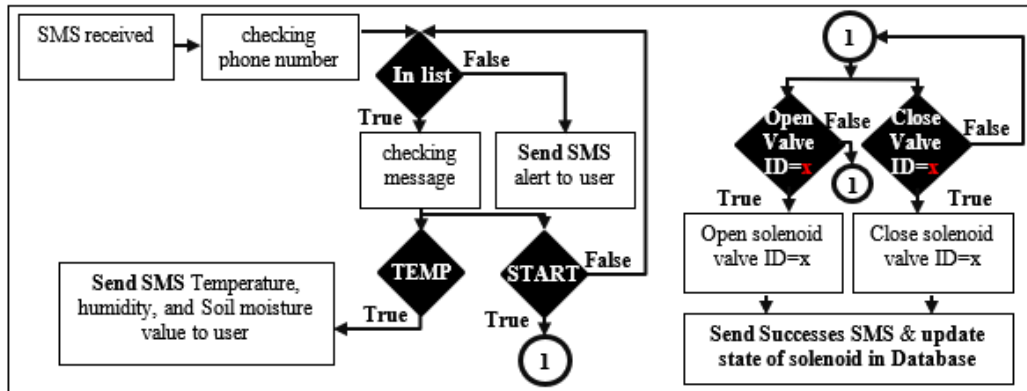 SMS received
checking
phone number
In list
False
True
checking
message
Send SMS
alert to user
TEMP
START
False
True
True
Send SMS Temperature,
humidity, and Soil moisture
value to user
1
1
Open
Valve
ID=x
False
1
Close
Valve
ID=x
False
True
True
Open solenoid
valve ID=x
Close solenoid
valve ID=x
Send Successes SMS & update
state of solenoid in Database